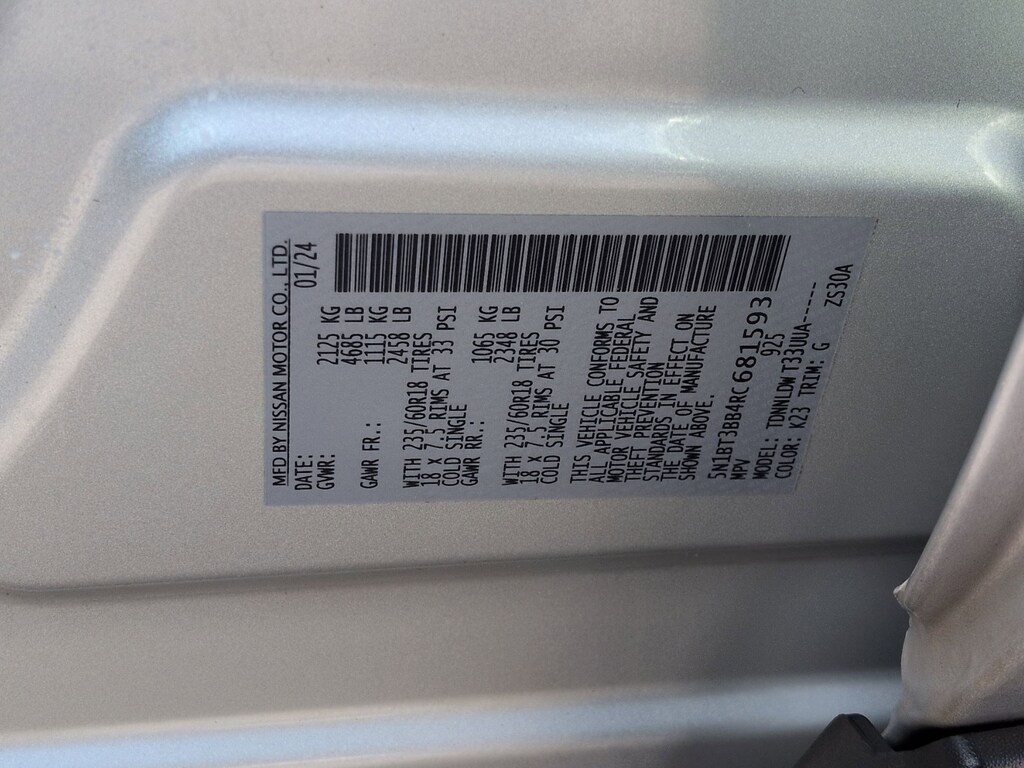 MFD BY NISSAN MOTOR CO., LTD.
DATE: 01/24
GVWR: 2125 KG
4685 LB
GAWR FR.: 1115 KG
2458 LB
WITH 235/60R18 TIRES
18 x 7.5 RIMS AT 33 PSI
COLD SINGLE
GAWR RR.: 1065 KG
2348 LB
WITH 235/60R18 TIRES
18 x 7.5 RIMS AT 30 PSI
COLD SINGLE
THIS VEHICLE CONFORMS TO
ALL APPLICABLE FEDERAL
MOTOR VEHICLE SAFETY AND
THEFT PREVENTION
STANDARDS IN EFFECT ON
THE DATE OF MANUFACTURE
SHOWN ABOVE.
5N1BT3BB4RC681593
MPV 925
MODEL: TDNNLDW T33UUA------
COLOR: K23 TRIM: G ZS30A